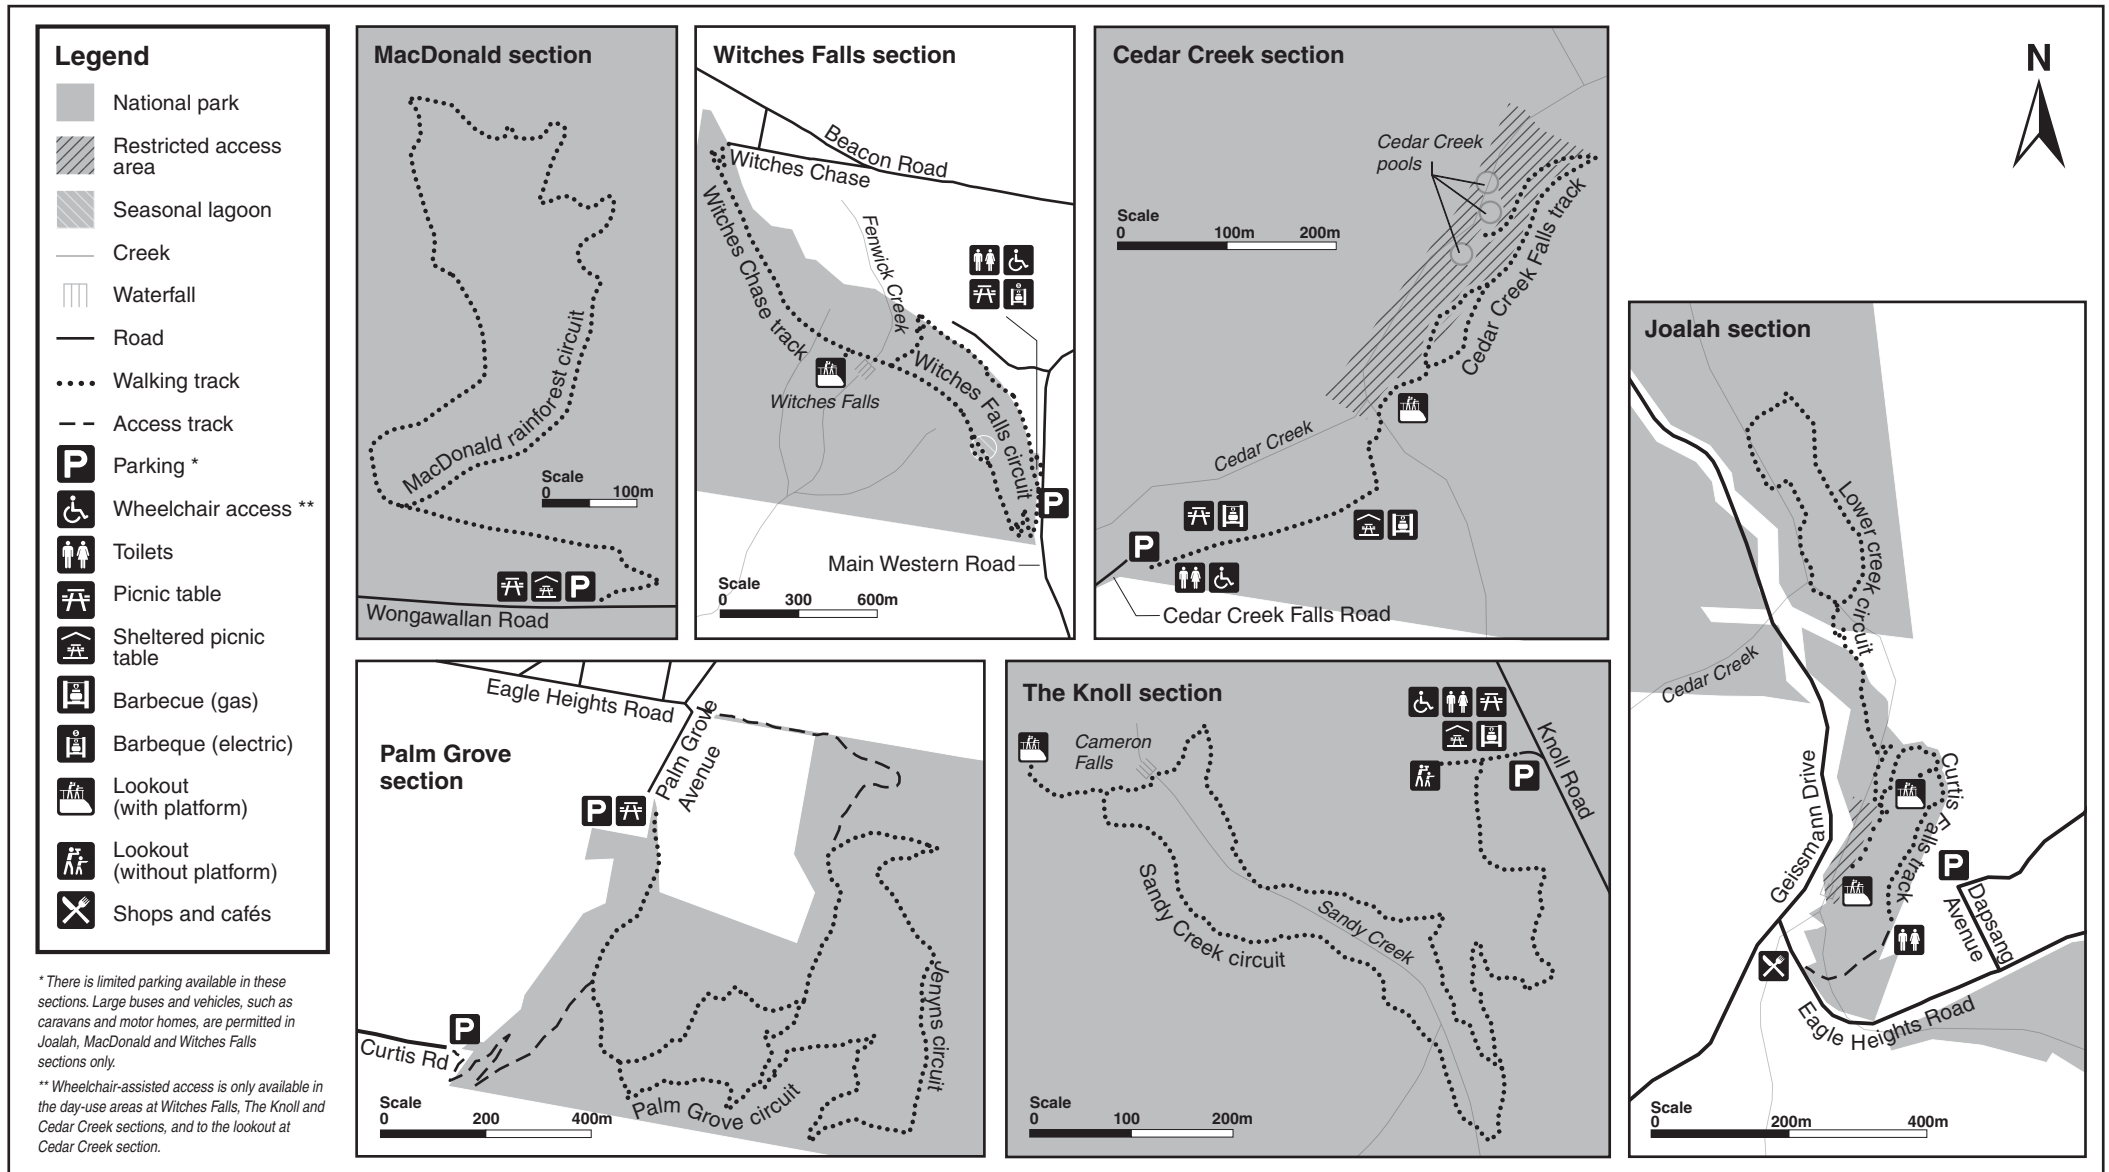 Legend
National park
Restricted access
area
Seasonal lagoon
Creek
Waterfall
Road
Walking track
Access track
P
Parking *
Wheelchair access **
Toilets
Picnic table
Sheltered picnic
table
Barbecue (gas)
Barbeque (electric)
Lookout
(with platform)
Lookout
(without platform)
Shops and cafés
* There is limited parking available in these
sections. Large buses and vehicles, such as
caravans and motor homes, are permitted in
Joalah, MacDonald and Witches Falls
sections only.
** Wheelchair-assisted access is only available in
the day-use areas at Witches Falls, The Knoll and
Cedar Creek sections, and to the lookout at
Cedar Creek section.
MacDonald section
MacDonald rainforest circuit
Scale
0 100m
P
Wongawallan Road
Witches Falls section
Beacon Road
Witches Chase
Witches Chase track
Fenwick Creek
Witches Falls
Witches Falls circuit
P
Main Western Road
Scale
0 300 600m
Cedar Creek section
Cedar Creek
pools
Scale
0 100m 200m
Cedar Creek Falls track
Cedar Creek
P
Cedar Creek Falls Road
N
Joalah section
Lower creek circuit
Cedar Creek
Geissmann Drive
Curtis Falls track
P
Dapsang
Avenue
Eagle Heights Road
Scale
0 200m 400m
Palm Grove
section
Eagle Heights Road
Palm Grove
Avenue
P
P
Curtis Rd
Jenyns circuit
Palm Grove circuit
Scale
0 200 400m
The Knoll section
Cameron
Falls
Knoll Road
P
Sandy Creek
Sandy Creek circuit
Scale
0 100 200m